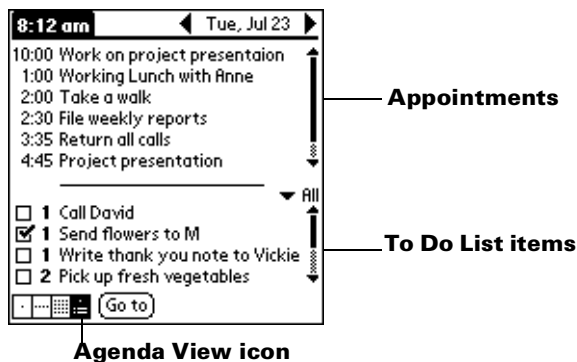 8:12 am Tue, Jul 23
10:00 Work on project presentaion
1:00 Working Lunch with Anne
2:00 Take a walk
2:30 File weekly reports
3:35 Return all calls
4:45 Project presentation
Appointments
All
1 Call David
1 Send flowers to M
1 Write thank you note to Vickie
2 Pick up fresh vegetables
To Do List items
Go to
Agenda View icon